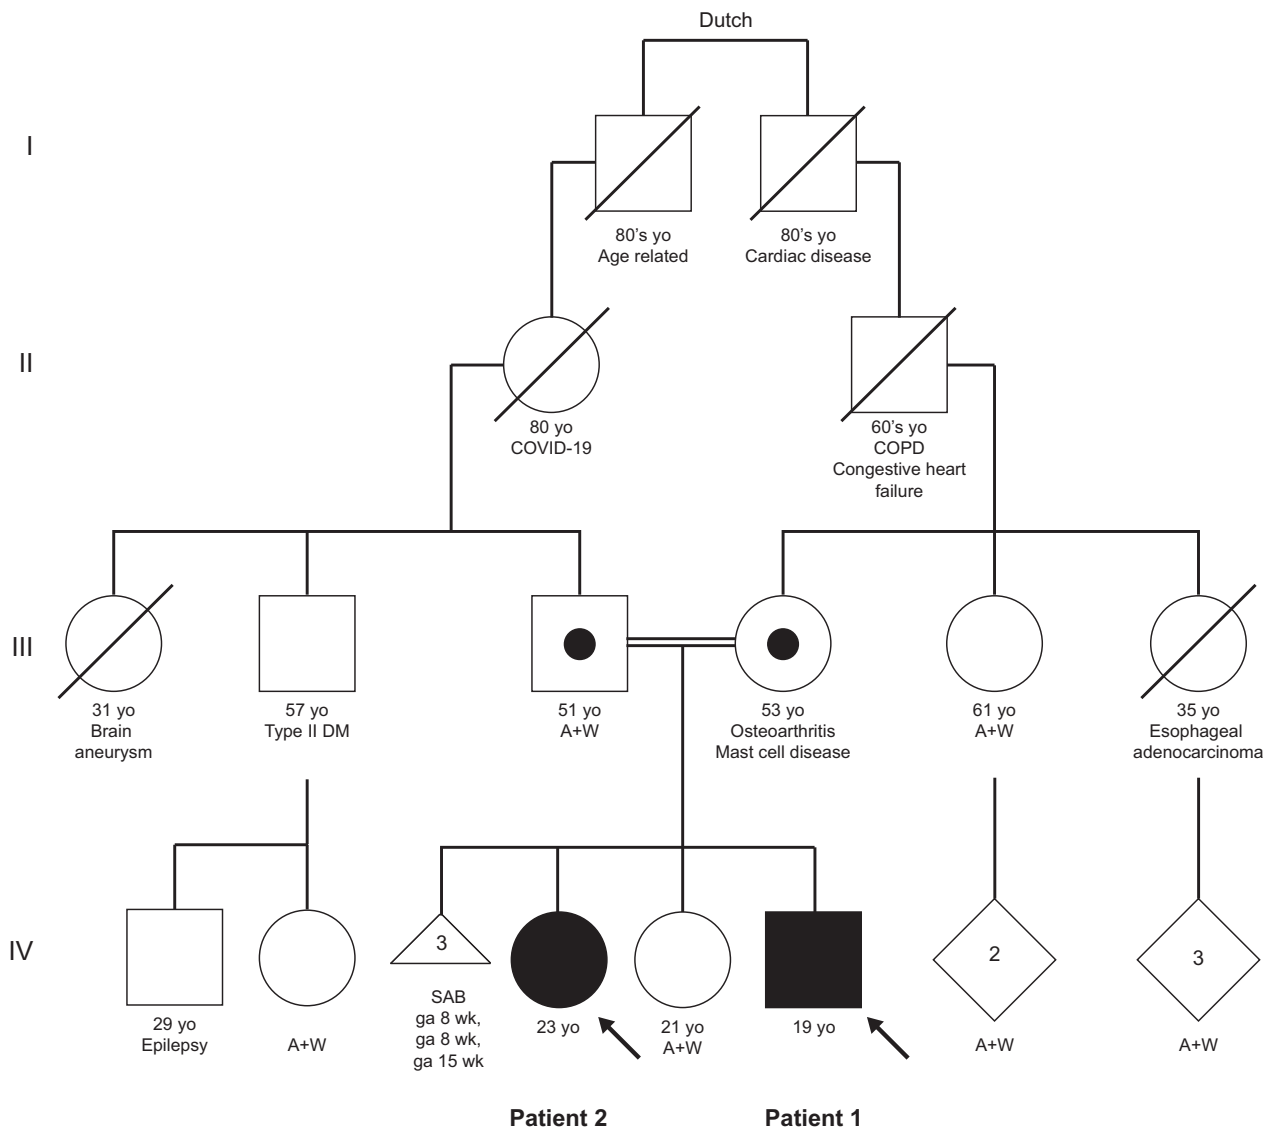 Dutch
I
80's yo
Age related
80's yo
Cardiac disease
II
80 yo
COVID-19
60's yo
COPD
Congestive heart
failure
III
31 yo
Brain
aneurysm
57 yo
Type II DM
51 yo
A+W
53 yo
Osteoarthritis
Mast cell disease
61 yo
A+W
35 yo
Esophageal
adenocarcinoma
IV
29 yo
Epilepsy
A+W
3
SAB
ga 8 wk,
ga 8 wk,
ga 15 wk
23 yo
21 yo
A+W
19 yo
2
A+W
3
A+W
Patient 2
Patient 1